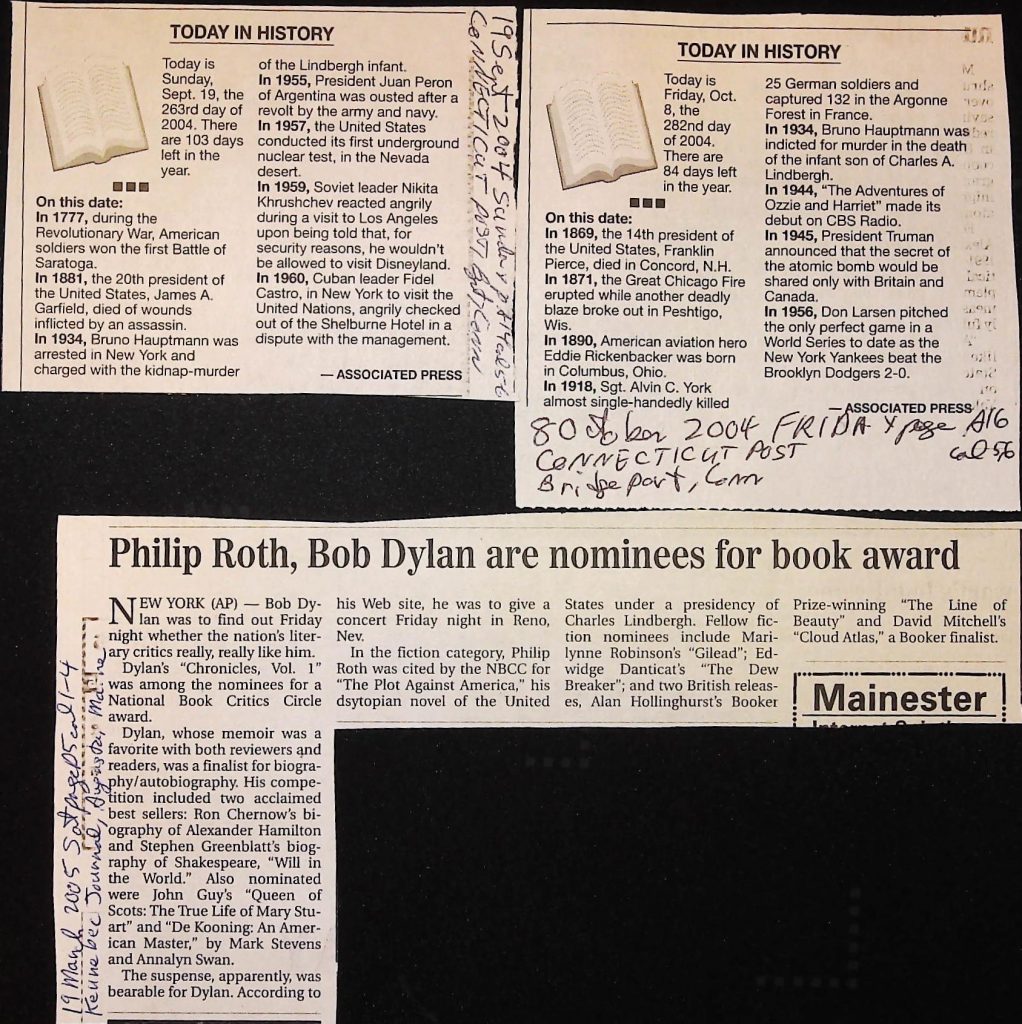 TODAY IN HISTORY
Today is
Sunday,
Sept. 19, the
263rd day of
2004. There
are 103 days
left in the
year.
On this date:
In 1777, during the
Revolutionary War, American
soldiers won the first Battle of
Saratoga.
In 1881, the 20th president of
the United States, James A.
Garfield, died of wounds
inflicted by an assassin.
In 1934, Bruno Hauptmann was
arrested in New York and
charged with the kidnap-murder
of the Lindbergh infant.
In 1955, President Juan Peron
of Argentina was ousted after a
revolt by the army and navy.
In 1957, the United States
conducted its first underground
nuclear test, in the Nevada
desert.
In 1959, Soviet leader Nikita
Khrushchev reacted angrily
during a visit to Los Angeles
upon being told that, for
security reasons, he wouldn't
be allowed to visit Disneyland.
In 1960, Cuban leader Fidel
Castro, in New York to visit the
United Nations, angrily checked
out of the Shelburne Hotel in a
dispute with the management.
— ASSOCIATED PRESS
19 Sept 2004 Sunday p A14 col 5-6
CONNECTICUT POST, Bpt, Conn
TODAY IN HISTORY
Today is
Friday, Oct.
8, the
282nd day
of 2004.
There are
84 days left
in the year.
On this date:
In 1869, the 14th president of
the United States, Franklin
Pierce, died in Concord, N.H.
In 1871, the Great Chicago Fire
erupted while another deadly
blaze broke out in Peshtigo,
Wis.
In 1890, American aviation hero
Eddie Rickenbacker was born
in Columbus, Ohio.
In 1918, Sgt. Alvin C. York
almost single-handedly killed
25 German soldiers and
captured 132 in the Argonne
Forest in France.
In 1934, Bruno Hauptmann was
indicted for murder in the death
of the infant son of Charles A.
Lindbergh.
In 1944, "The Adventures of
Ozzie and Harriet" made its
debut on CBS Radio.
In 1945, President Truman
announced that the secret of
the atomic bomb would be
shared only with Britain and
Canada.
In 1956, Don Larsen pitched
the only perfect game in a
World Series to date as the
New York Yankees beat the
Brooklyn Dodgers 2-0.
— ASSOCIATED PRESS
8 October 2004 FRIDAY page A16
col 5-6
CONNECTICUT POST
Bridgeport, Conn
Philip Roth, Bob Dylan are nominees for book award
NEW YORK (AP) — Bob Dy-
lan was to find out Friday
night whether the nation's liter-
ary critics really, really like him.
Dylan's "Chronicles, Vol. 1"
was among the nominees for a
National Book Critics Circle
award.
Dylan, whose memoir was a
favorite with both reviewers and
readers, was a finalist for biogra-
phy/autobiography. His compe-
tition included two acclaimed
best sellers: Ron Chernow's bi-
ography of Alexander Hamilton
and Stephen Greenblatt's biog-
raphy of Shakespeare, "Will in
the World." Also nominated
were John Guy's "Queen of
Scots: The True Life of Mary Stu-
art" and "De Kooning: An Amer-
ican Master," by Mark Stevens
and Annalyn Swan.
The suspense, apparently, was
bearable for Dylan. According to
his Web site, he was to give a
concert Friday night in Reno,
Nev.
In the fiction category, Philip
Roth was cited by the NBCC for
"The Plot Against America," his
dsytopian novel of the United
States under a presidency of
Charles Lindbergh. Fellow fic-
tion nominees include Mari-
lynne Robinson's "Gilead"; Ed-
widge Danticat's "The Dew
Breaker"; and two British releas-
es, Alan Hollinghurst's Booker
Prize-winning "The Line of
Beauty" and David Mitchell's
"Cloud Atlas," a Booker finalist.
Mainester
19 March 2005 Sat page D5 col 1-4
Kennebec Journal, Augusta, Maine